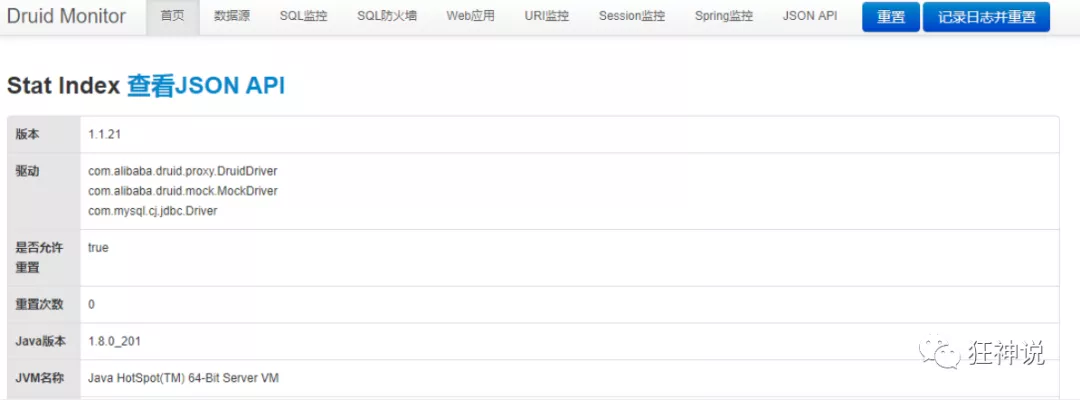 Druid Monitor 首页 数据源 SQL监控 SQL防火墙 Web应用 URI监控 Session监控 Spring监控 JSON API 重置 记录日志并重置
Stat Index 查看JSON API
版本 1.1.21
驱动 com.alibaba.druid.proxy.DruidDriver
com.alibaba.druid.mock.MockDriver
com.mysql.cj.jdbc.Driver
是否允许 true
重置
重置次数 0
Java版本 1.8.0_201
JVM名称 Java HotSpot(TM) 64-Bit Server VM
狂神说